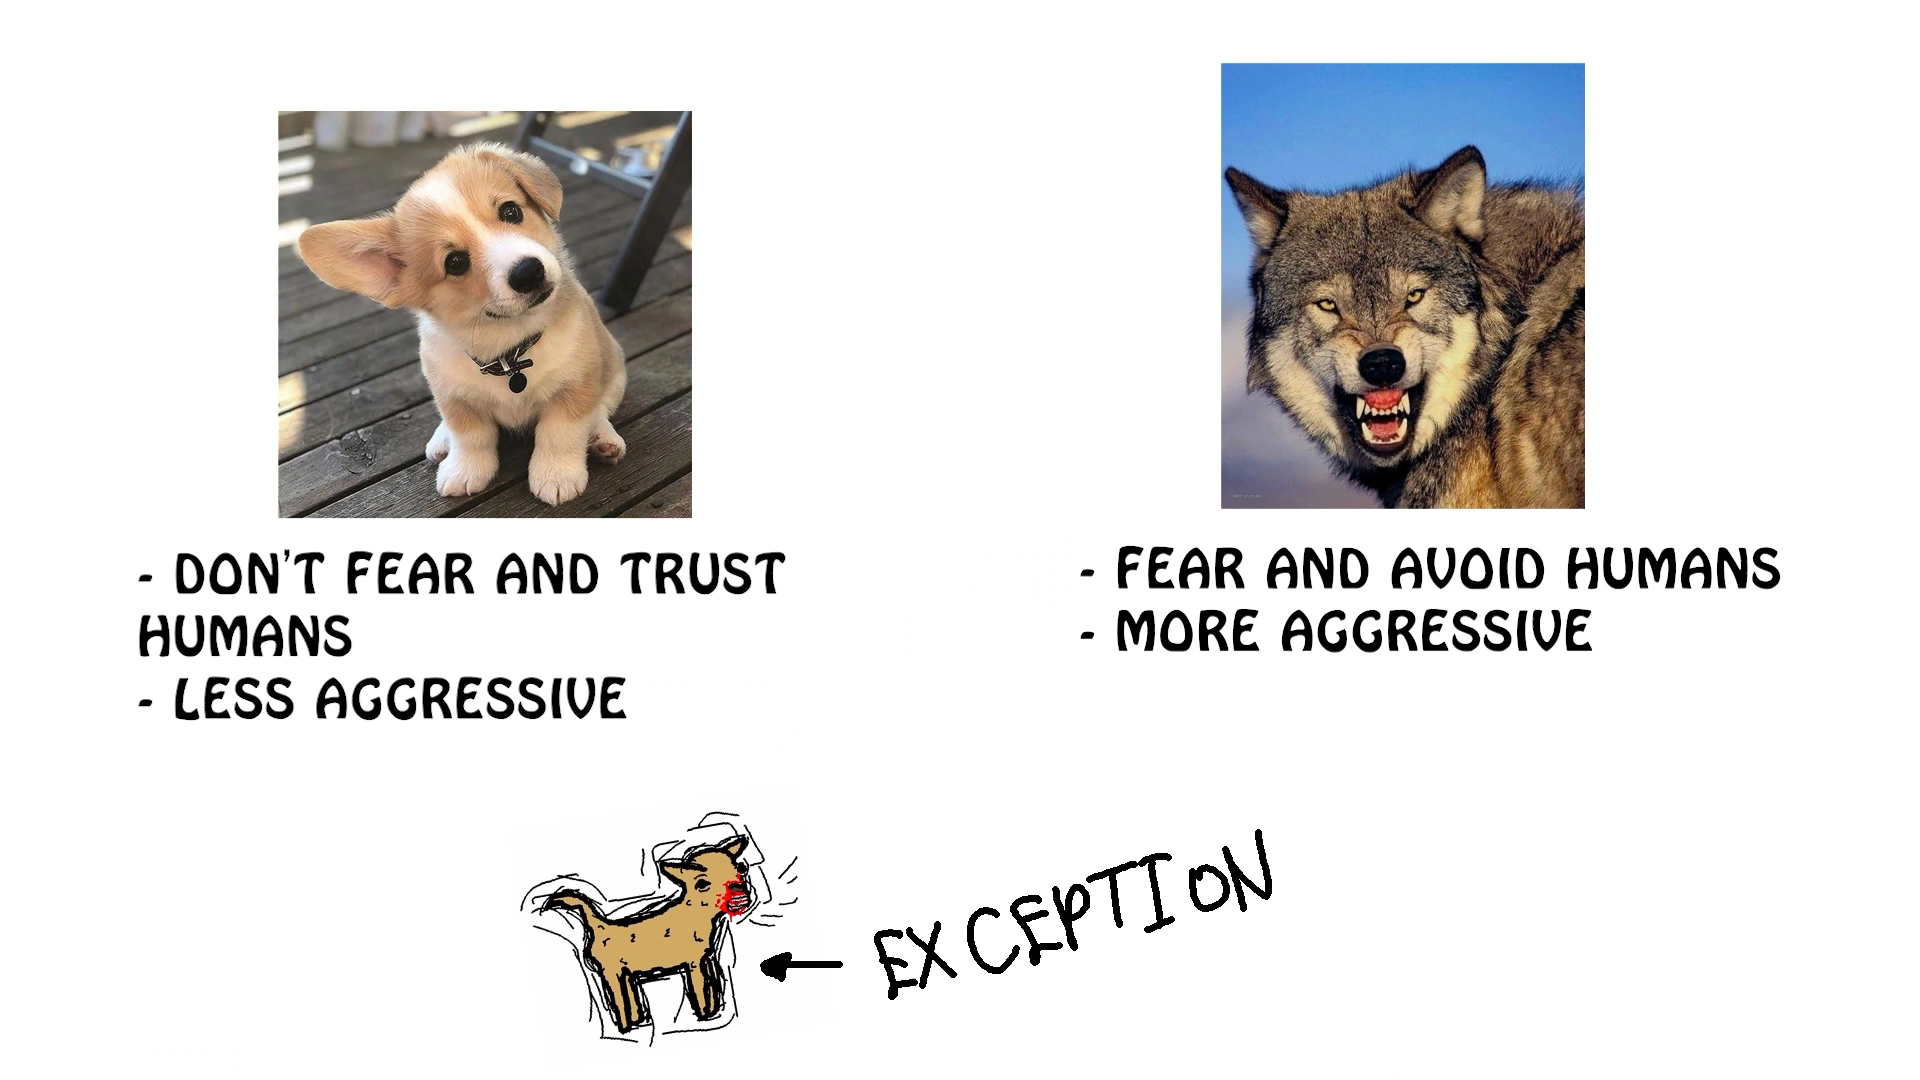 - DON'T FEAR AND TRUST
HUMANS
- LESS AGGRESSIVE
- FEAR AND AVOID HUMANS
- MORE AGGRESSIVE
EXCEPTION